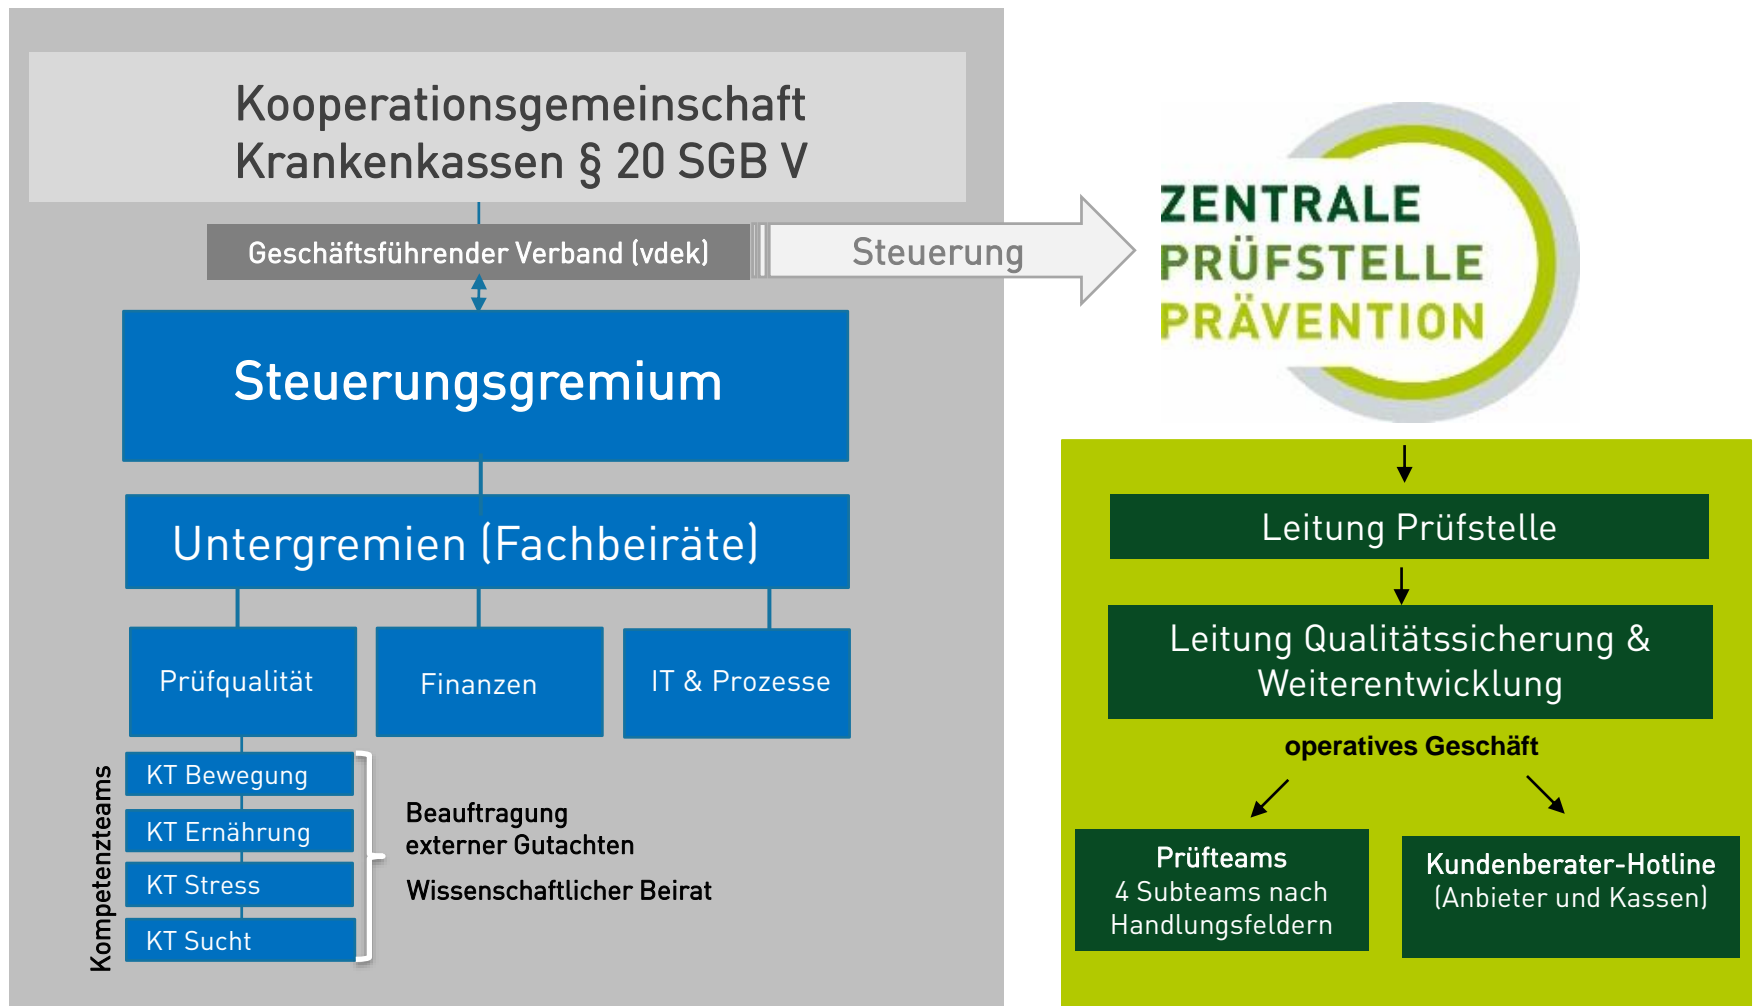 Kooperationsgemeinschaft
Krankenkassen § 20 SGB V
Geschäftsführender Verband (vdek)
Steuerung
Steuerungsgremium
Untergremien (Fachbeiräte)
Prüfqualität
Finanzen
IT & Prozesse
Kompetenzteams
KT Bewegung
KT Ernährung
KT Stress
KT Sucht
Beauftragung
externer Gutachten
Wissenschaftlicher Beirat
ZENTRALE
PRÜFSTELLE
PRÄVENTION
Leitung Prüfstelle
Leitung Qualitätssicherung &
Weiterentwicklung
operatives Geschäft
Prüfteams
4 Subteams nach
Handlungsfeldern
Kundenberater-Hotline
(Anbieter und Kassen)